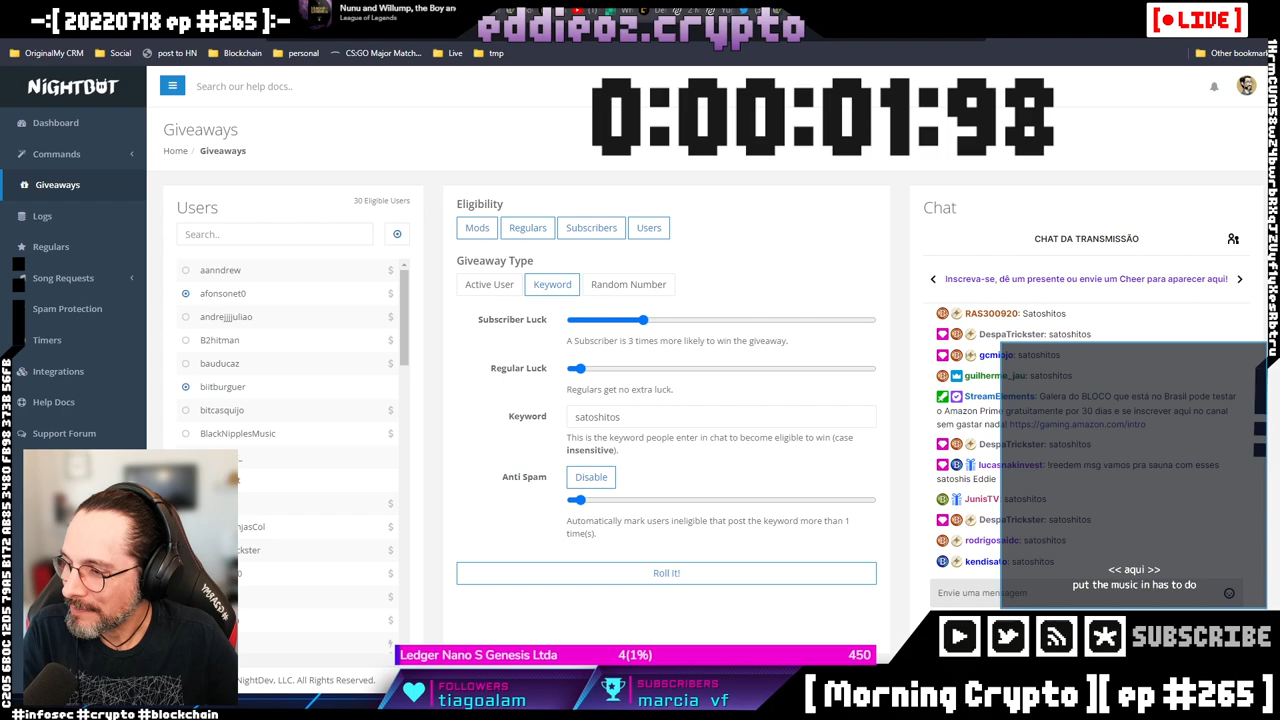 -:[ 20220718 ep #265 ]:-
Nunu and Willump, the Boy an
League of Legends
eddieoz.crypto
[ • LIVE ]
OriginalMy CRM
Social
Blockchain
post to HN
personal
CS:GO Major Match...
Live
tmp
Other bookmar
NiGHTBOT
Search our help docs..
0:00:01:98
Dashboard
Commands
Giveaways
Logs
Regulars
Song Requests
Spam Protection
Timers
Integrations
Help Docs
Support Forum
Giveaways
Home / Giveaways
Users
30 Eligible Users
Search..
aanndrew
afonsonet0
andrejjjjuliao
B2hitman
bauducaz
biitburguer
bitcasquijo
BlackNipplesMusic
njasCol
ckster
Eligibility
Mods
Regulars
Subscribers
Users
Giveaway Type
Active User
Keyword
Random Number
Subscriber Luck
A Subscriber is 3 times more likely to win the giveaway.
Regular Luck
Regulars get no extra luck.
Keyword
satoshitos
This is the keyword people enter in chat to become eligible to win (case
insensitive).
Anti Spam
Disable
Automatically mark users ineligible that post the keyword more than 1
time(s).
Roll It!
Chat
CHAT DA TRANSMISSÃO
Inscreva-se, dê um presente ou envie um Cheer para aparecer aqui!
RAS300920: Satoshitos
DespaTrickster: satoshitos
gcmiojo: satoshitos
guilherme_jau: satoshitos
StreamElements: Galera do BLOCO que está no Brasil pode testar
o Amazon Prime gratuitamente por 30 dias e se inscrever aqui no canal
sem gastar nada! https://gaming.amazon.com/intro
DespaTrickster: satoshitos
lucasnakinvest: !reedem msg vamos pra sauna com esses
satoshis Eddie
JunisTV: satoshitos
DespaTrickster: satoshitos
rodrigosaidc: satoshitos
kendisato: satoshitos
<< aqui >>
put the music in has to do
Envie uma mensagem
Ledger Nano S Genesis Ltda
4(1%)
450
NightDev, LLC. All Rights Reserved.
FOLLOWERS
tiagoalam
SUBSCRIBERS
marcia vf
SUBSCRIBE
[ Morning Crypto ][ ep #265 ]
#infosec #crypto #blockchain